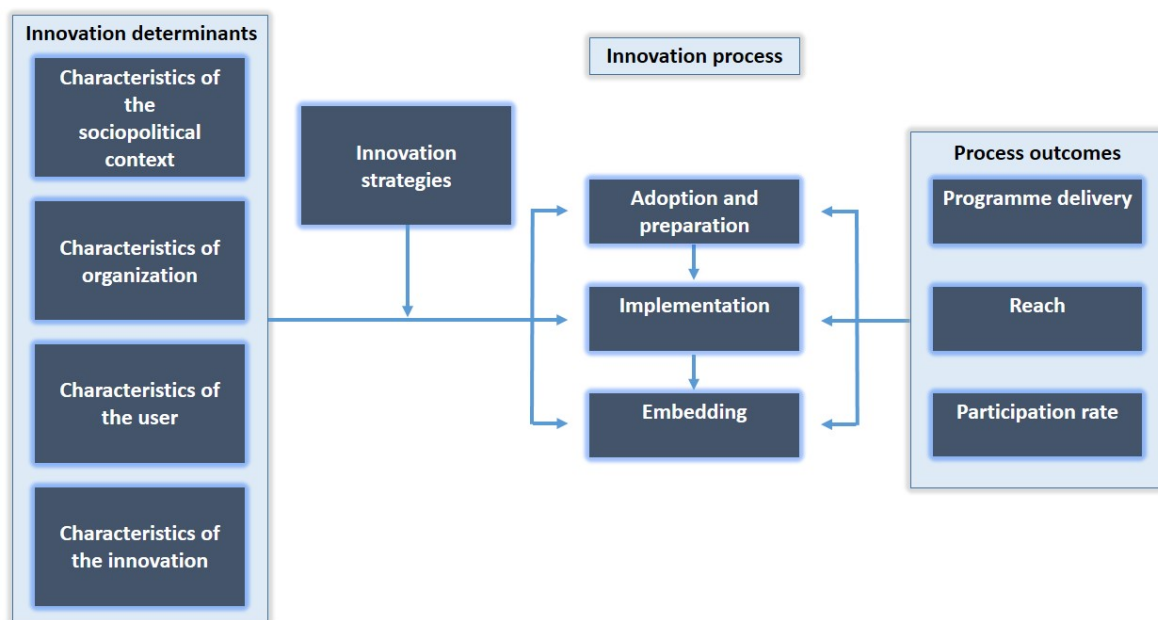 Innovation determinants
Characteristics of
the
sociopolitical
context
Characteristics of
organization
Characteristics of
the user
Characteristics of
the innovation
Innovation
strategies
Innovation process
Adoption and
preparation
Implementation
Embedding
Process outcomes
Programme delivery
Reach
Participation rate